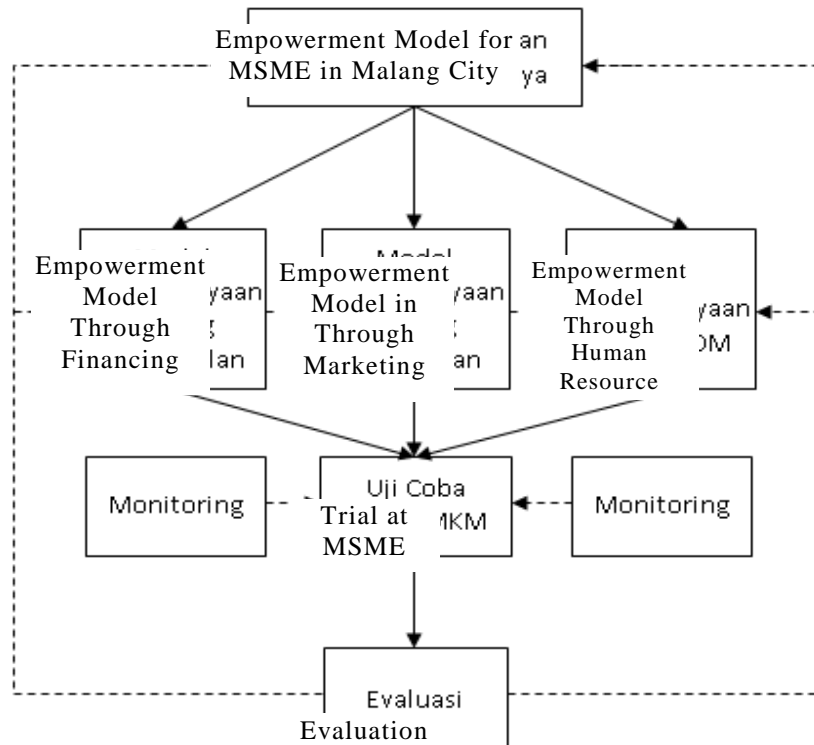 Empowerment Model for an
MSME in Malang City ya
Empowerment
Model yaan
Through g
Financing lan
Empowerment
Model in yaan
Through g
Marketing an
Empowerment
Model
Through yaan
Human DM
Resource
Monitoring
Uji Coba
Trial at MKM
MSME
Monitoring
Evaluasi
Evaluation